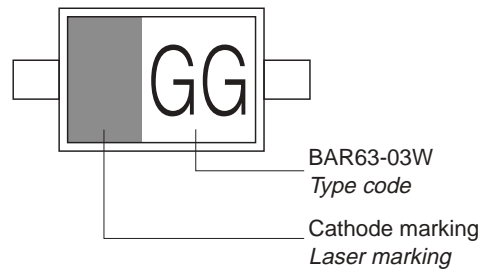 GG
BAR63-03W
Type code
Cathode marking
Laser marking